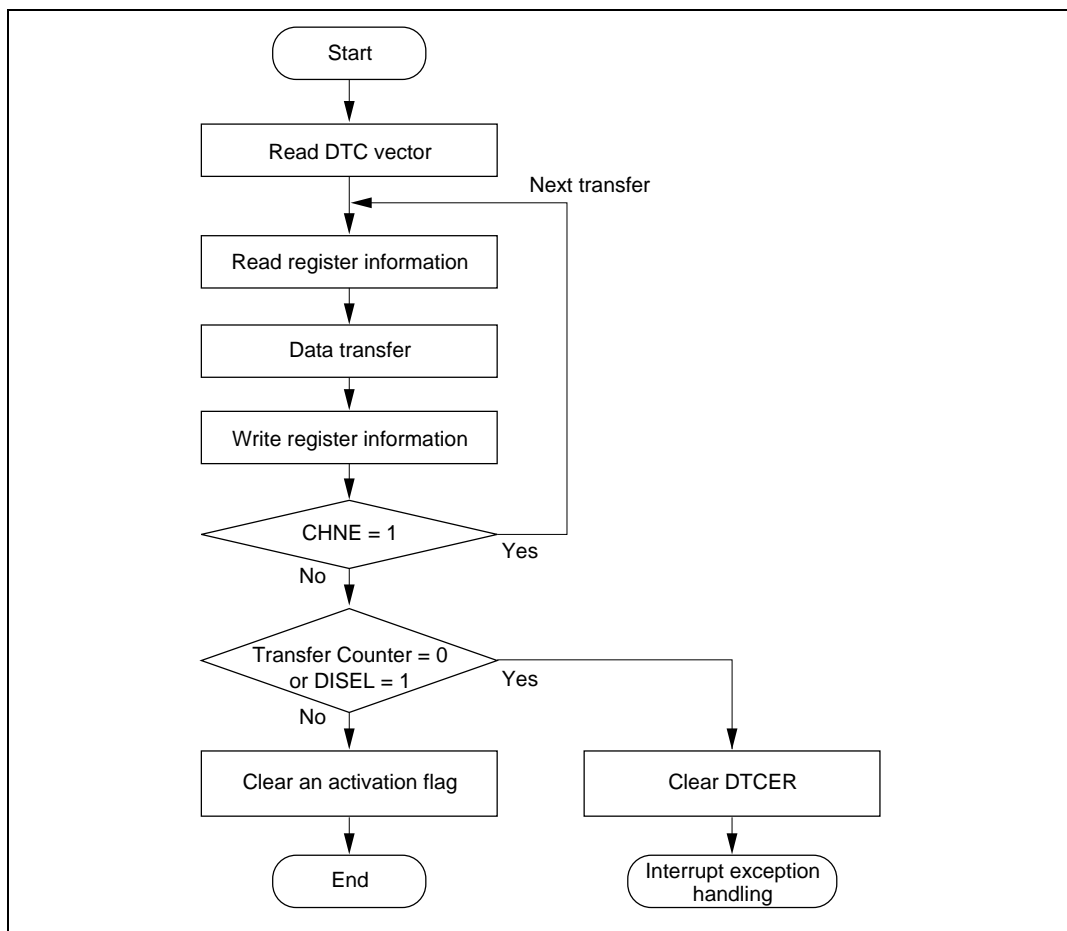 Start
Read DTC vector
Next transfer
Read register information
Data transfer
Write register information
CHNE = 1
Yes
No
Transfer Counter = 0
or DISEL = 1
Yes
No
Clear an activation flag
Clear DTCER
End
Interrupt exception
handling